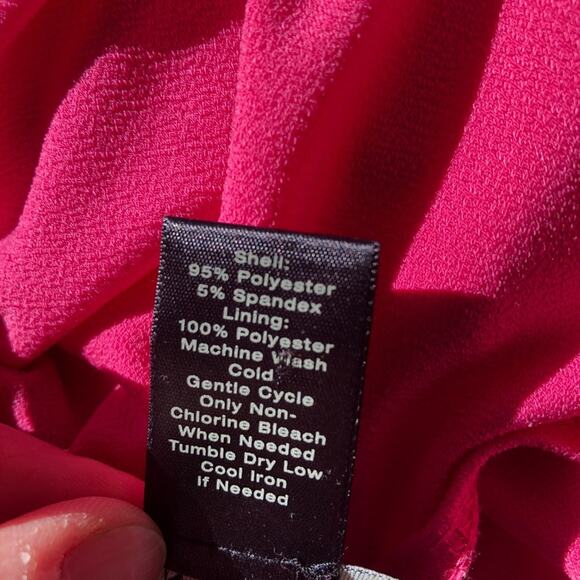 Shell:
95% Polyester
5% Spandex
Lining:
100% Polyester
Machine Wash
Cold
Gentle Cycle
Only Non-
Chlorine Bleach
When Needed
Tumble Dry Low
Cool Iron
If Needed